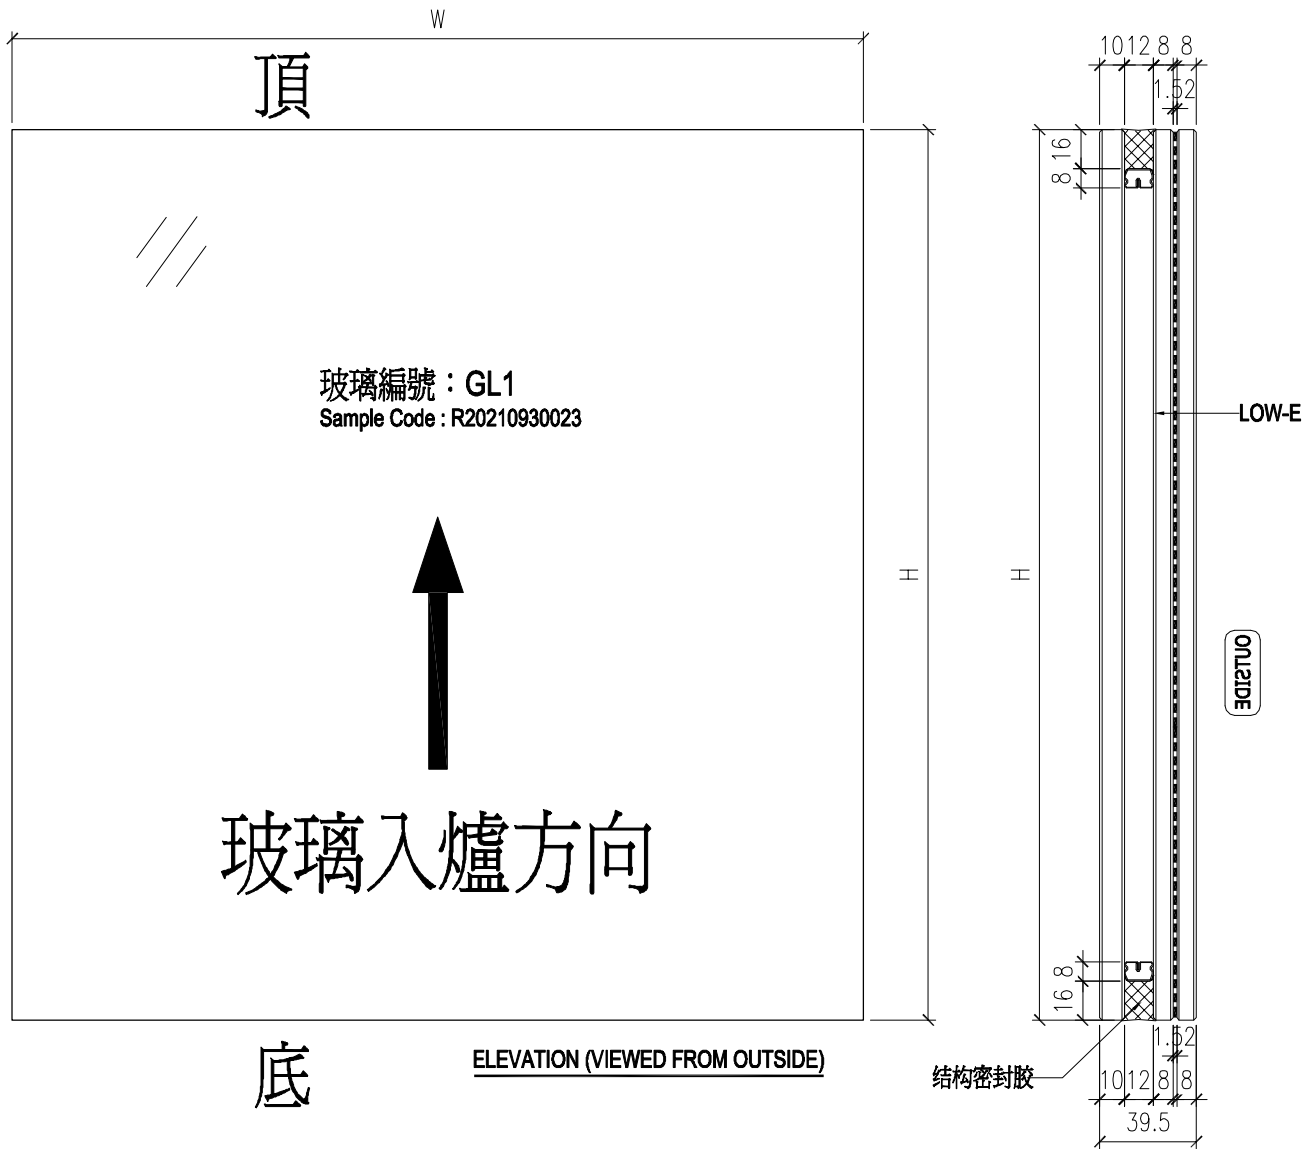 W
頂
10 12 8 8
1.52
16
8
玻璃編號：GL1
Sample Code : R20210930023
LOW-E
H
H
OUTSIDE
玻璃入爐方向
8
16
底
ELEVATION (VIEWED FROM OUTSIDE)
结构密封胶
1.52
10 12 8 8
39.5